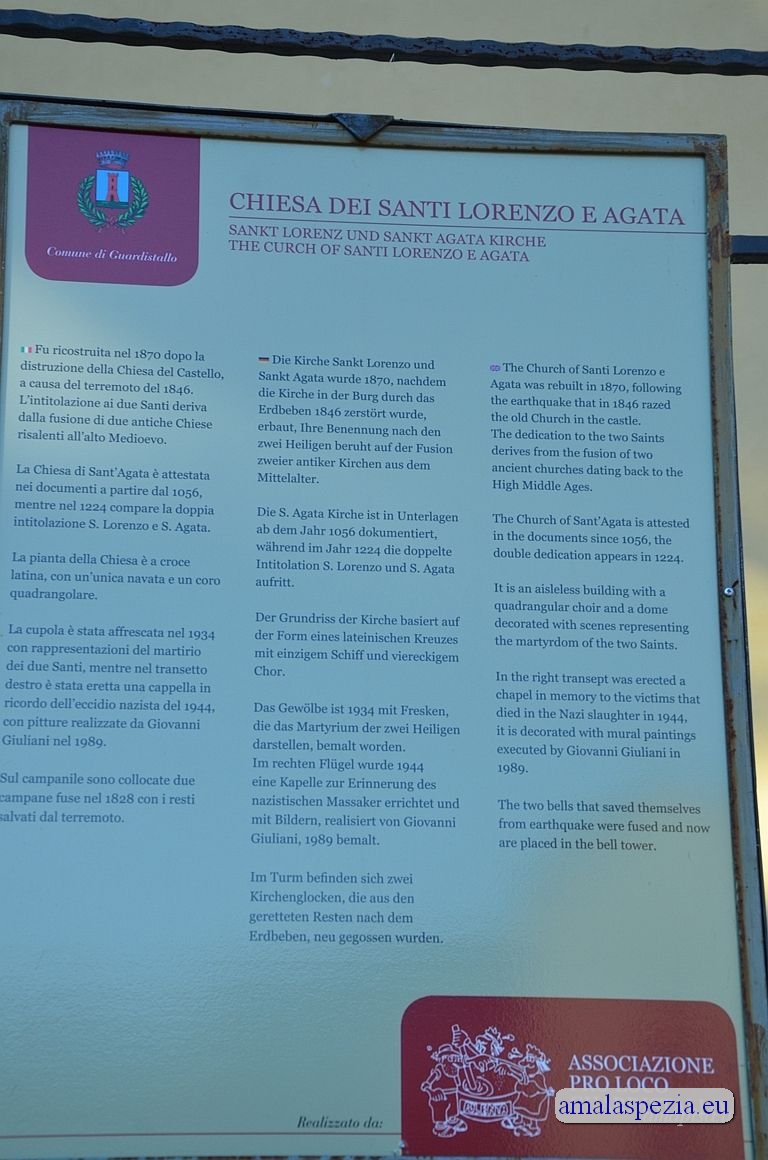 Comune di Guardistallo
CHIESA DEI SANTI LORENZO E AGATA
SANKT LORENZ UND SANKT AGATA KIRCHE
THE CURCH OF SANTI LORENZO E AGATA
Fu ricostruita nel 1870 dopo la
distruzione della Chiesa del Castello,
a causa del terremoto del 1846.
L'intitolazione ai due Santi deriva
dalla fusione di due antiche Chiese
risalenti all'alto Medioevo.
La Chiesa di Sant'Agata è attestata
nei documenti a partire dal 1056,
mentre nel 1224 compare la doppia
intitolazione S. Lorenzo e S. Agata.
La pianta della Chiesa è a croce
latina, con un'unica navata e un coro
quadrangolare.
La cupola è stata affrescata nel 1934
con rappresentazioni del martirio
dei due Santi, mentre nel transetto
destro è stata eretta una cappella in
ricordo dell'eccidio nazista del 1944,
con pitture realizzate da Giovanni
Giuliani nel 1989.
Sul campanile sono collocate due
campane fuse nel 1828 con i resti
salvati dal terremoto.
Die Kirche Sankt Lorenzo und
Sankt Agata wurde 1870, nachdem
die Kirche in der Burg durch das
Erdbeben 1846 zerstört wurde,
erbaut, Ihre Benennung nach den
zwei Heiligen beruht auf der Fusion
zweier antiker Kirchen aus dem
Mittelalter.
Die S. Agata Kirche ist in Unterlagen
ab dem Jahr 1056 dokumentiert,
während im Jahr 1224 die doppelte
Intitolation S. Lorenzo und S. Agata
aufritt.
Der Grundriss der Kirche basiert auf
der Form eines lateinischen Kreuzes
mit einzigem Schiff und viereckigem
Chor.
Das Gewölbe ist 1934 mit Fresken,
die das Martyrium der zwei Heiligen
darstellen, bemalt worden.
Im rechten Flügel wurde 1944
eine Kapelle zur Erinnerung des
nazistischen Massaker errichtet und
mit Bildern, realisiert von Giovanni
Giuliani, 1989 bemalt.
Im Turm befinden sich zwei
Kirchenglocken, die aus den
geretteten Resten nach dem
Erdbeben, neu gegossen wurden.
The Church of Santi Lorenzo e
Agata was rebuilt in 1870, following
the earthquake that in 1846 razed
the old Church in the castle.
The dedication to the two Saints
derives from the fusion of two
ancient churches dating back to the
High Middle Ages.
The Church of Sant'Agata is attested
in the documents since 1056, the
double dedication appears in 1224.
It is an aisleless building with a
quadrangular choir and a dome
decorated with scenes representing
the martyrdom of the two Saints.
In the right transept was erected a
chapel in memory to the victims that
died in the Nazi slaughter in 1944,
it is decorated with mural paintings
executed by Giovanni Giuliani in
1989.
The two bells that saved themselves
from earthquake were fused and now
are placed in the bell tower.
Realizzato da:
ASSOCIAZIONE
PRO LOCO
amalaspezia.eu